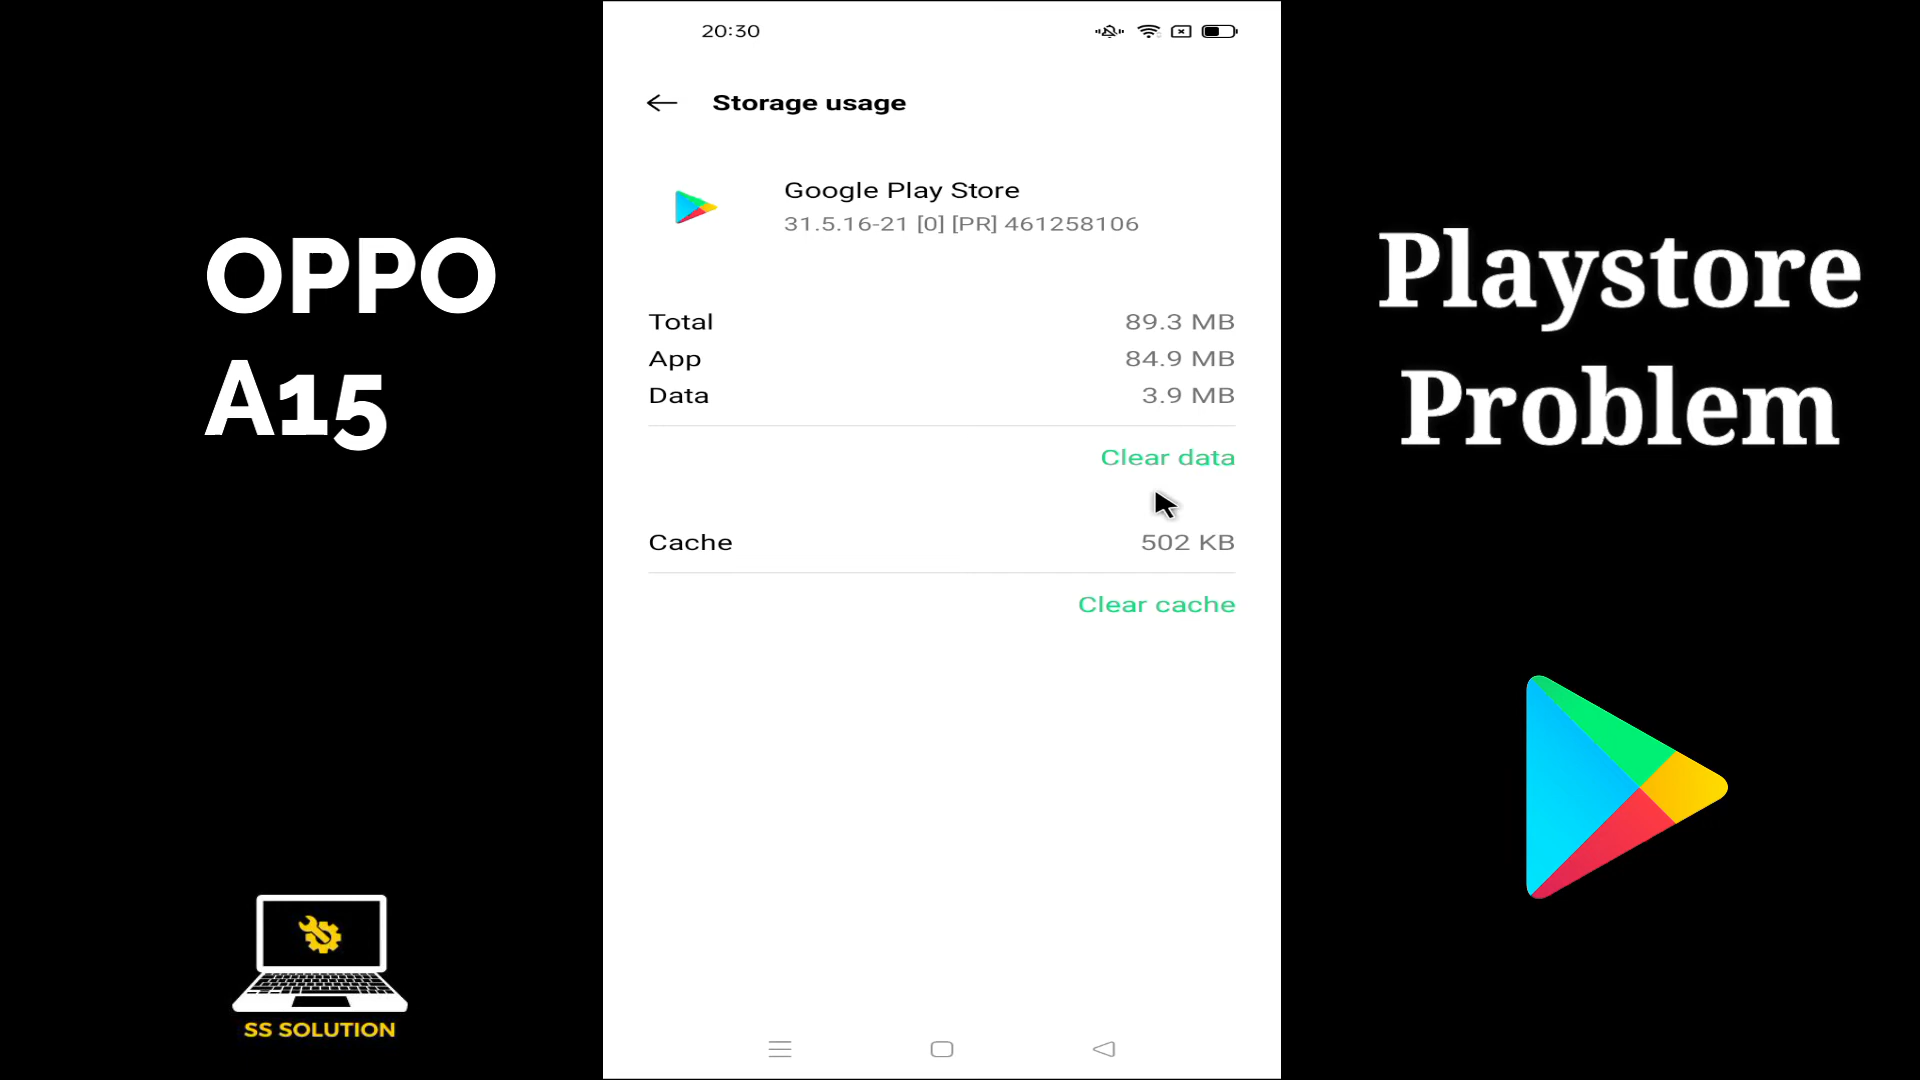 OPPO
A15
20:30
Storage usage
Google Play Store
31.5.16-21 [0] [PR] 461258106
Total 89.3 MB
App 84.9 MB
Data 3.9 MB
Clear data
Cache 502 KB
Clear cache
Playstore
Problem
SS SOLUTION